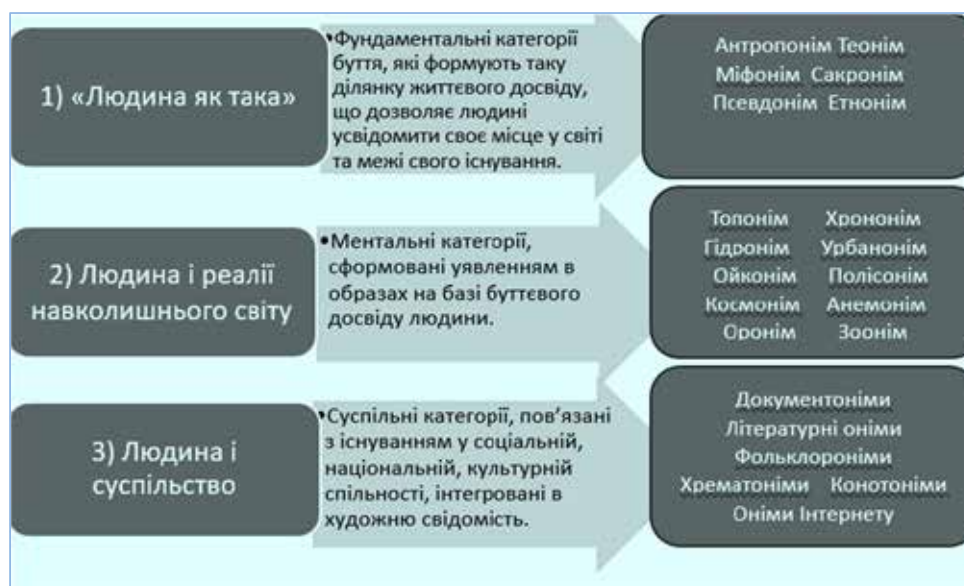 1) «Людина як така»
•Фундаментальні категорії
буття, які формують таку
ділянку життєвого досвіду,
що дозволяє людині
усвідомити своє місце у світі
та межі свого існування.
Антропонім Теонім
Міфонім Сакронім
Псевдонім Етнонім
2) Людина і реалії
навколишнього світу
•Ментальні категорії,
сформовані уявленням в
образах на базі буттєвого
досвіду людини.
Топонім Хрононім
Гідронім Урбанонім
Ойконім Полісонім
Космонім Анемонім
Оронім Зоонім
3) Людина і
суспільство
•Суспільні категорії, пов’язані
з існуванням у соціальній,
національній, культурній
спільності, інтегровані в
художню свідомість.
Документоніми
Літературні оніми
Фольклороніми
Хрематоніми Конотоніми
Оніми Інтернету